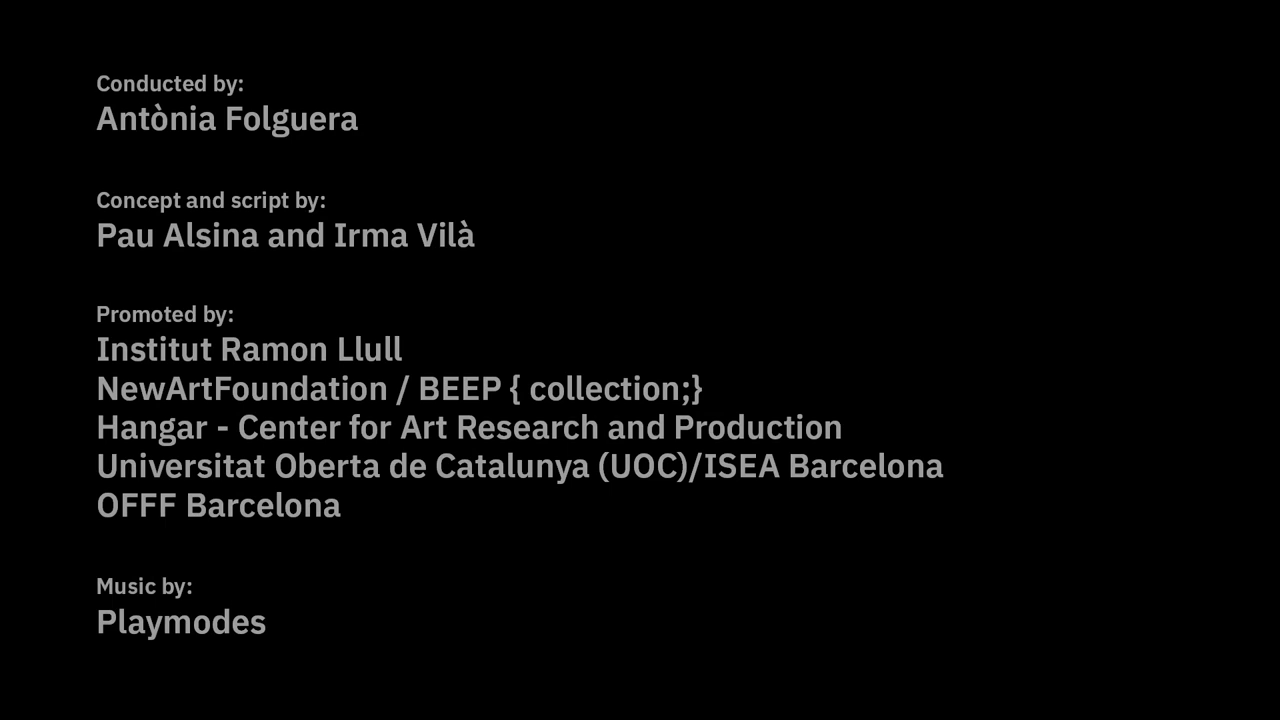 Conducted by:
Antònia Folguera
Concept and script by:
Pau Alsina and Irma Vilà
Promoted by:
Institut Ramon Llull
NewArtFoundation / BEEP { collection;}
Hangar - Center for Art Research and Production
Universitat Oberta de Catalunya (UOC)/ISEA Barcelona
OFFF Barcelona
Music by:
Playmodes